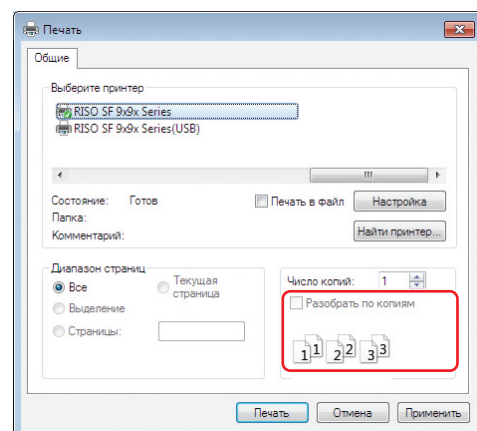 Печать
Общие
Выберите принтер
RISO SF 9x9x Series
RISO SF 9x9x Series(USB)
Состояние: Готов
Печать в файл
Настройка
Папка:
Комментарий:
Найти принтер...
Диапазон страниц
Все
Текущая
страница
Выделение
Страницы:
Число копий: 1
Разобрать по копиям
1 1 2 2 3 3
Печать
Отмена
Применить